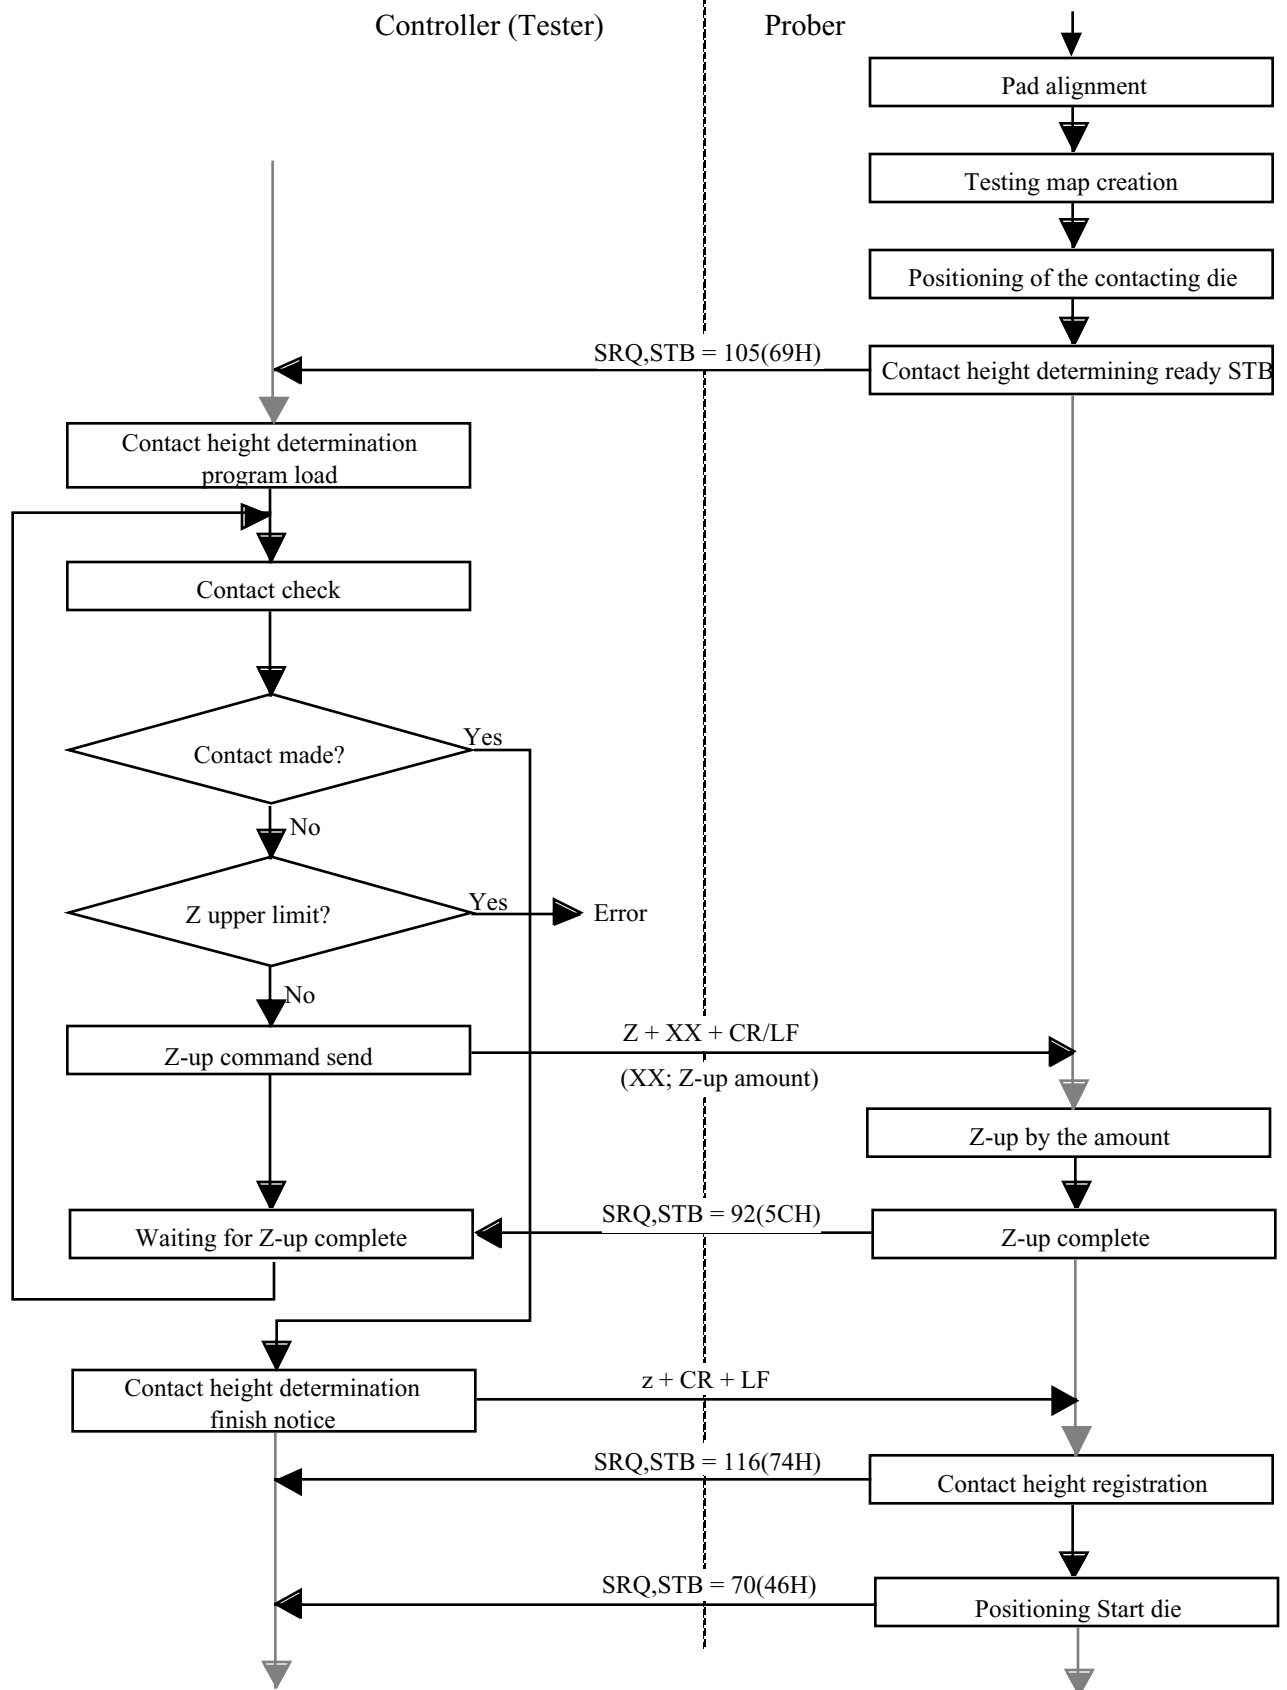 Controller (Tester)
Prober
Pad alignment
Testing map creation
Positioning of the contacting die
SRQ,STB = 105(69H)
Contact height determining ready STB
Contact height determination
program load
Contact check
Contact made?
Yes
No
Z upper limit?
Yes
Error
No
Z-up command send
Z + XX + CR/LF
(XX; Z-up amount)
Z-up by the amount
Waiting for Z-up complete
SRQ,STB = 92(5CH)
Z-up complete
Contact height determination
finish notice
z + CR + LF
SRQ,STB = 116(74H)
Contact height registration
SRQ,STB = 70(46H)
Positioning Start die